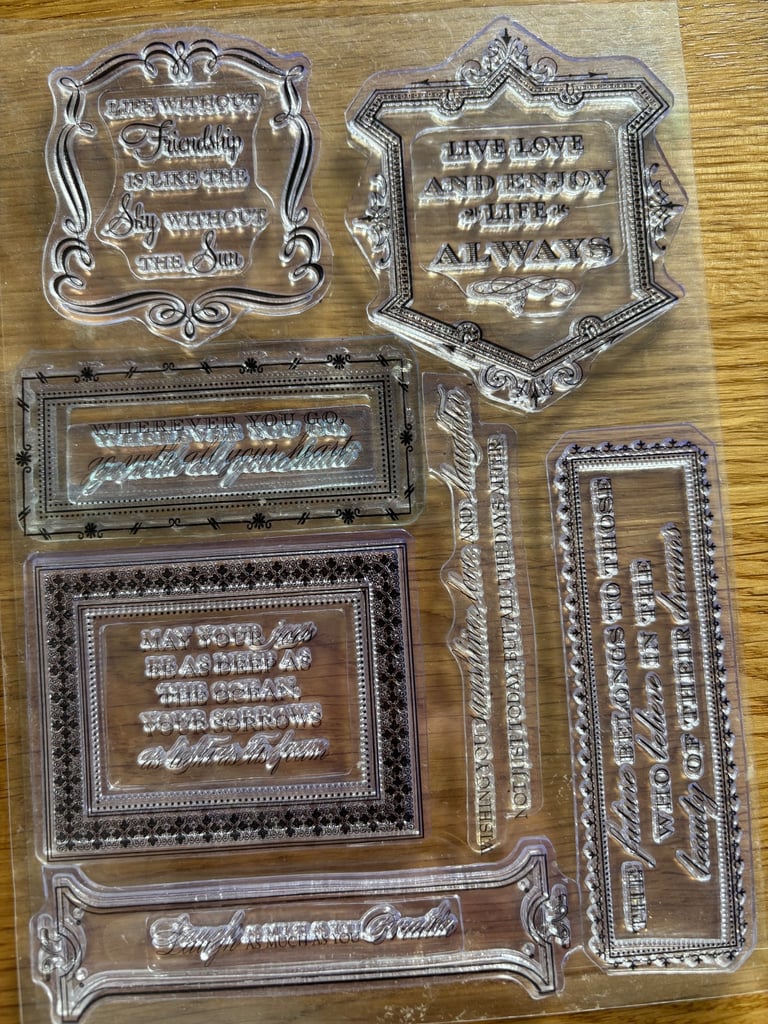 LIFE WITHOUT
Friendship
IS LIKE THE
Sky WITHOUT
THE Sun
LIVE LOVE
AND ENJOY
LIFE
ALWAYS
WHEREVER YOU GO,
go with all your heart
WISHING YOU sunshine, love AND laughter
NOT JUST TODAY, BUT ALL THE DAYS AFTER
MAY YOUR joys
BE AS DEEP AS
THE OCEAN,
YOUR SORROWS
as light as its foam
THE future BELONGS TO THOSE
WHO believe IN THE
beauty OF THEIR dreams
Laugh AS MUCH AS YOU Breathe